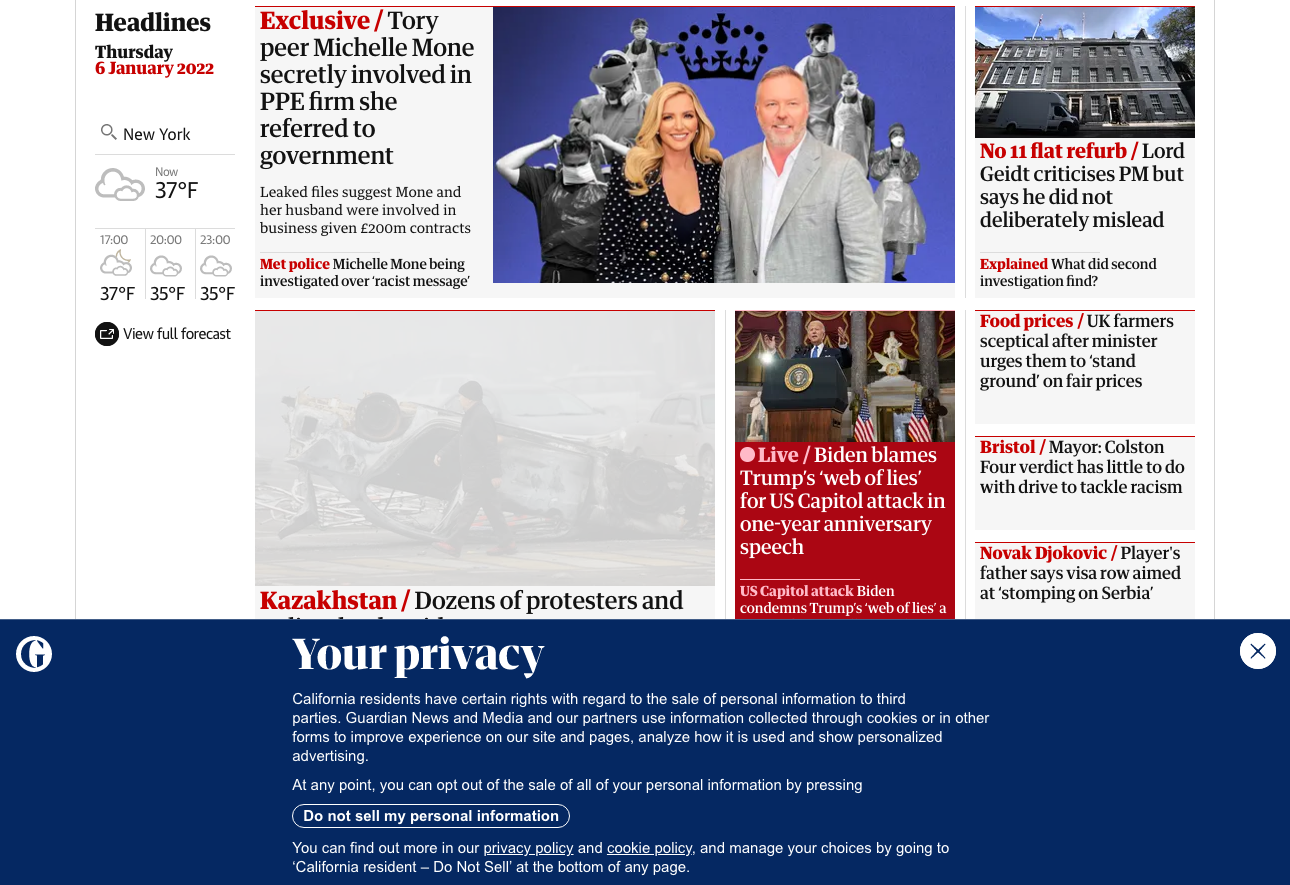 Headlines
Thursday
6 January 2022
New York
Now
37°F
17:00
20:00
23:00
37°F
35°F
35°F
View full forecast
Exclusive / Tory
peer Michelle Mone
secretly involved in
PPE firm she
referred to
government
Leaked files suggest Mone and
her husband were involved in
business given £200m contracts
Met police Michelle Mone being
investigated over ‘racist message’
No 11 flat refurb / Lord
Geidt criticises PM but
says he did not
deliberately mislead
Explained What did second
investigation find?
Kazakhstan / Dozens of protesters and
Live / Biden blames
Trump’s ‘web of lies’
for US Capitol attack in
one-year anniversary
speech
US Capitol attack Biden
condemns Trump’s ‘web of lies’ a
Food prices / UK farmers
sceptical after minister
urges them to ‘stand
ground’ on fair prices
Bristol / Mayor: Colston
Four verdict has little to do
with drive to tackle racism
Novak Djokovic / Player's
father says visa row aimed
at ‘stomping on Serbia’
Your privacy
California residents have certain rights with regard to the sale of personal information to third
parties. Guardian News and Media and our partners use information collected through cookies or in other
forms to improve experience on our site and pages, analyze how it is used and show personalized
advertising.
At any point, you can opt out of the sale of all of your personal information by pressing
Do not sell my personal information
You can find out more in our privacy policy and cookie policy, and manage your choices by going to
‘California resident – Do Not Sell’ at the bottom of any page.